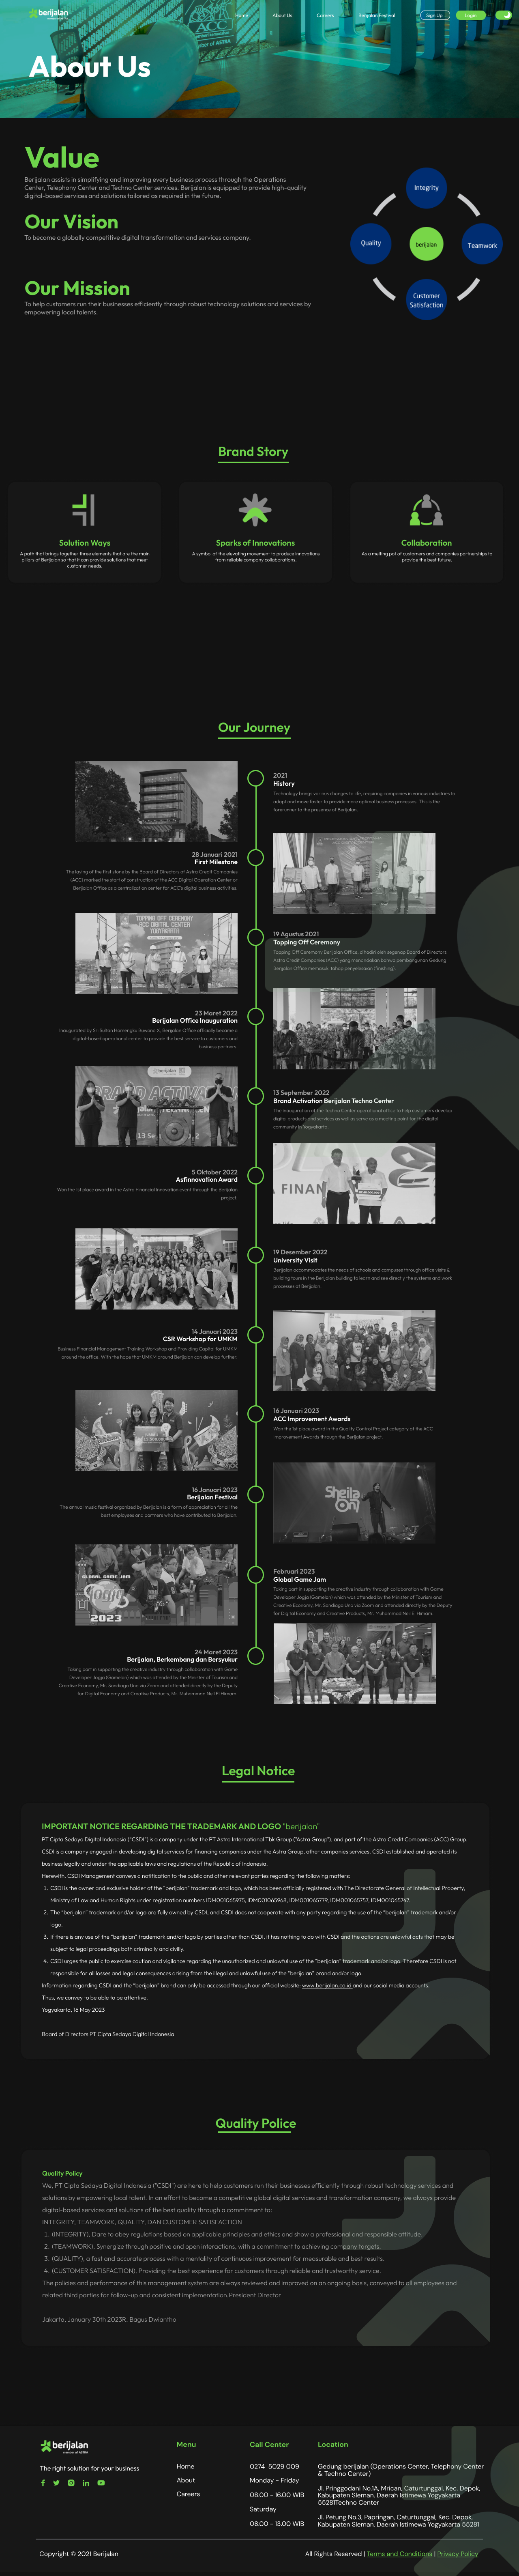 berijalan
Home
About Us
Careers
Berijalan Festival
Sign Up
Login
About Us
Value
Berijalan assists in simplifying and improving every business process through the Operations
Center, Telephony Center and Techno Center services. Berijalan is equipped to provide high-quality
digital-based services and solutions tailored as required in the future.
Our Vision
To become a globally competitive digital transformation and services company.
Our Mission
To help customers run their businesses efficiently through robust technology solutions and services by
empowering local talents.
Integrity
Quality
berijalan
Teamwork
Customer
Satisfaction
Brand Story
Solution Ways
A path that brings together three elements that are the main
pillars of Berijalan so that it can provide solutions that meet
customer needs.
Sparks of Innovations
A symbol of the elevating movement to produce innovations
from reliable company collaborations.
Collaboration
As a melting pot of customers and companies partnerships to
provide the best future.
Our Journey
2021
History
Technology brings various changes to life, requiring companies in various industries to
adapt and move faster to provide more optimal business processes. This is the
forerunner to the presence of Berijalan.
28 Januari 2021
First Milestone
The laying of the first stone by the Board of Directors of Astra Credit Companies
(ACC) marked the start of construction of the ACC Digital Operation Center or
Berijalan Office as a centralization center for ACC's digital business activities.
19 Agustus 2021
Topping Off Ceremony
Topping Off Ceremony Berijalan Office, dihadiri oleh segenap Board of Directors
Astra Credit Companies (ACC) yang menandakan bahwa pembangunan Gedung
Berijalan Office memasuki tahap penyelesaian (finishing).
TOPPING OFF CEREMONY
ACC DIGITAL CENTER
YOGYAKARTA
23 Maret 2022
Berijalan Office Inauguration
Inaugurated by Sri Sultan Hamengku Buwono X, Berijalan Office officially became a
digital-based operational center to provide the best service to customers and
business partners.
13 September 2022
Brand Activation Berijalan Techno Center
The inauguration of the Techno Center operational office to help customers develop
digital products and services as well as serve as a meeting point for the digital
community in Yogyakarta
5 Oktober 2022
Asfinnovation Award
Won the 1st place award in the Astra Financial Innovation event through the Berijalan
project.
FINAN
19 Desember 2022
University Visit
Berijalan accommodates the needs of schools and campuses through office visits &
building tours in the Berijalan building to learn and see directly the systems and work
processes at Berijalan.
14 Januari 2023
CSR Workshop for UMKM
Business Financial Management Training Workshop and Providing Capital for UMKM
around the office. With the hope that UMKM around Berijalan can develop further.
16 Januari 2023
ACC Improvement Awards
Won the 1st place award in the Quality Control Project category at the ACC
Improvement Awards through the Berijalan project.
16 Januari 2023
Berijalan Festival
The annual music festival organized by Berijalan is a form of appreciation for all the
best employees and partners who have contributed to Berijalan.
Sheila
On7
Februari 2023
Global Game Jam
Taking part in supporting the creative industry through collaboration with Game
Developer Jogja (Gamelan) which was attended by the Minister of Tourism and
Creative Economy, Mr. Sandiaga Uno via Zoom and attended directly by the Deputy
for Digital Economy and Creative Products, Mr. Muhammad Neil El Himam.
GLOBAL GAME JAM
2023
24 Maret 2023
Berijalan, Berkembang dan Bersyukur
Taking part in supporting the creative industry through collaboration with Game
Developer Jogja (Gamelan) which was attended by the Minister of Tourism and
Creative Economy, Mr. Sandiaga Uno via Zoom and attended directly by the Deputy
for Digital Economy and Creative Products, Mr. Muhammad Neil El Himam.
Legal Notice
IMPORTANT NOTICE REGARDING THE TRADEMARK AND LOGO "berijalan"
PT Cipta Sedaya Digital Indonesia ("CSDI") is a company under the PT Astra International Tbk Group ("Astra Group"), and part of the Astra Credit Companies (ACC) Group.
CSDI is a company engaged in developing digital services for financing companies under the Astra Group, other companies services. CSDI established and operated its
business legally and under the applicable laws and regulations of the Republic of Indonesia.
Herewith, CSDI Management conveys a notification to the public and other relevant parties regarding the following matters:
1. CSDI is the owner and exclusive holder of the "berijalan" trademark and logo, which has been officially registered with The Directorate General of Intellectual Property,
Ministry of Law and Human Rights under registration numbers IDM001065975, IDM001065968, IDM001065779, IDM001065757, IDM001065747.
2. The "berijalan" trademark and/or logo are fully owned by CSDI, and CSDI does not cooperate with any party regarding the use of the "berijalan" trademark and/or
logo.
3. If there is any use of the "berijalan" trademark and/or logo by parties other than CSDI, it has nothing to do with CSDI and the actions are unlawful acts that may be
subject to legal proceedings both criminally and civilly.
4. CSDI urges the public to exercise caution and vigilance regarding the unauthorized and unlawful use of the "berijalan" trademark and/or logo. Therefore CSDI is not
responsible for all losses and legal consequences arising from the illegal and unlawful use of the "berijalan" brand and/or logo.
Information regarding CSDI and the "berijalan" brand can only be accessed through our official website: www.berijalan.co.id and our social media accounts.
Thus, we convey to be able to be attentive.
Yogyakarta, 16 May 2023
Board of Directors PT Cipta Sedaya Digital Indonesia
Quality Police
Quality Policy
We, PT Cipta Sedaya Digital Indonesia ("CSDI") are here to help customers run their businesses efficiently through robust technology services and
solutions by empowering local talent. In an effort to become a competitive global digital services and transformation company, we always provide
digital-based services and solutions of the best quality through a commitment to:
INTEGRITY, TEAMWORK, QUALITY, DAN CUSTOMER SATISFACTION
1. (INTEGRITY), Dare to obey regulations based on applicable principles and ethics and show a professional and responsible attitude.
2. (TEAMWORK), Synergize through positive and open interactions, with a commitment to achieving company targets.
3. (QUALITY), a fast and accurate process with a mentality of continuous improvement for measurable and best results.
4. (CUSTOMER SATISFACTION), Providing the best experience for customers through reliable and trustworthy service.
The policies and performance of this management system are always reviewed and improved on an ongoing basis, conveyed to all employees and
related third parties for follow-up and consistent implementation.President Director
Jakarta, January 30th 2023R. Bagus Dwiantho
berijalan
member of ASTRA
The right solution for your business
Menu
Home
About
Careers
Call Center
0274 5029 009
Monday - Friday
08.00 - 16.00 WIB
Saturday
08.00 - 13.00 WIB
Location
Gedung berijalan (Operations Center, Telephony Center
& Techno Center)
Jl. Pringgodani No.1A, Mrican, Caturtunggal, Kec. Depok,
Kabupaten Sleman, Daerah Istimewa Yogyakarta
55281Techno Center
Jl. Petung No.3, Papringan, Caturtunggal, Kec. Depok,
Kabupaten Sleman, Daerah Istimewa Yogyakarta 55281
Copyright © 2021 Berijalan
All Rights Reserved | Terms and Conditions | Privacy Policy